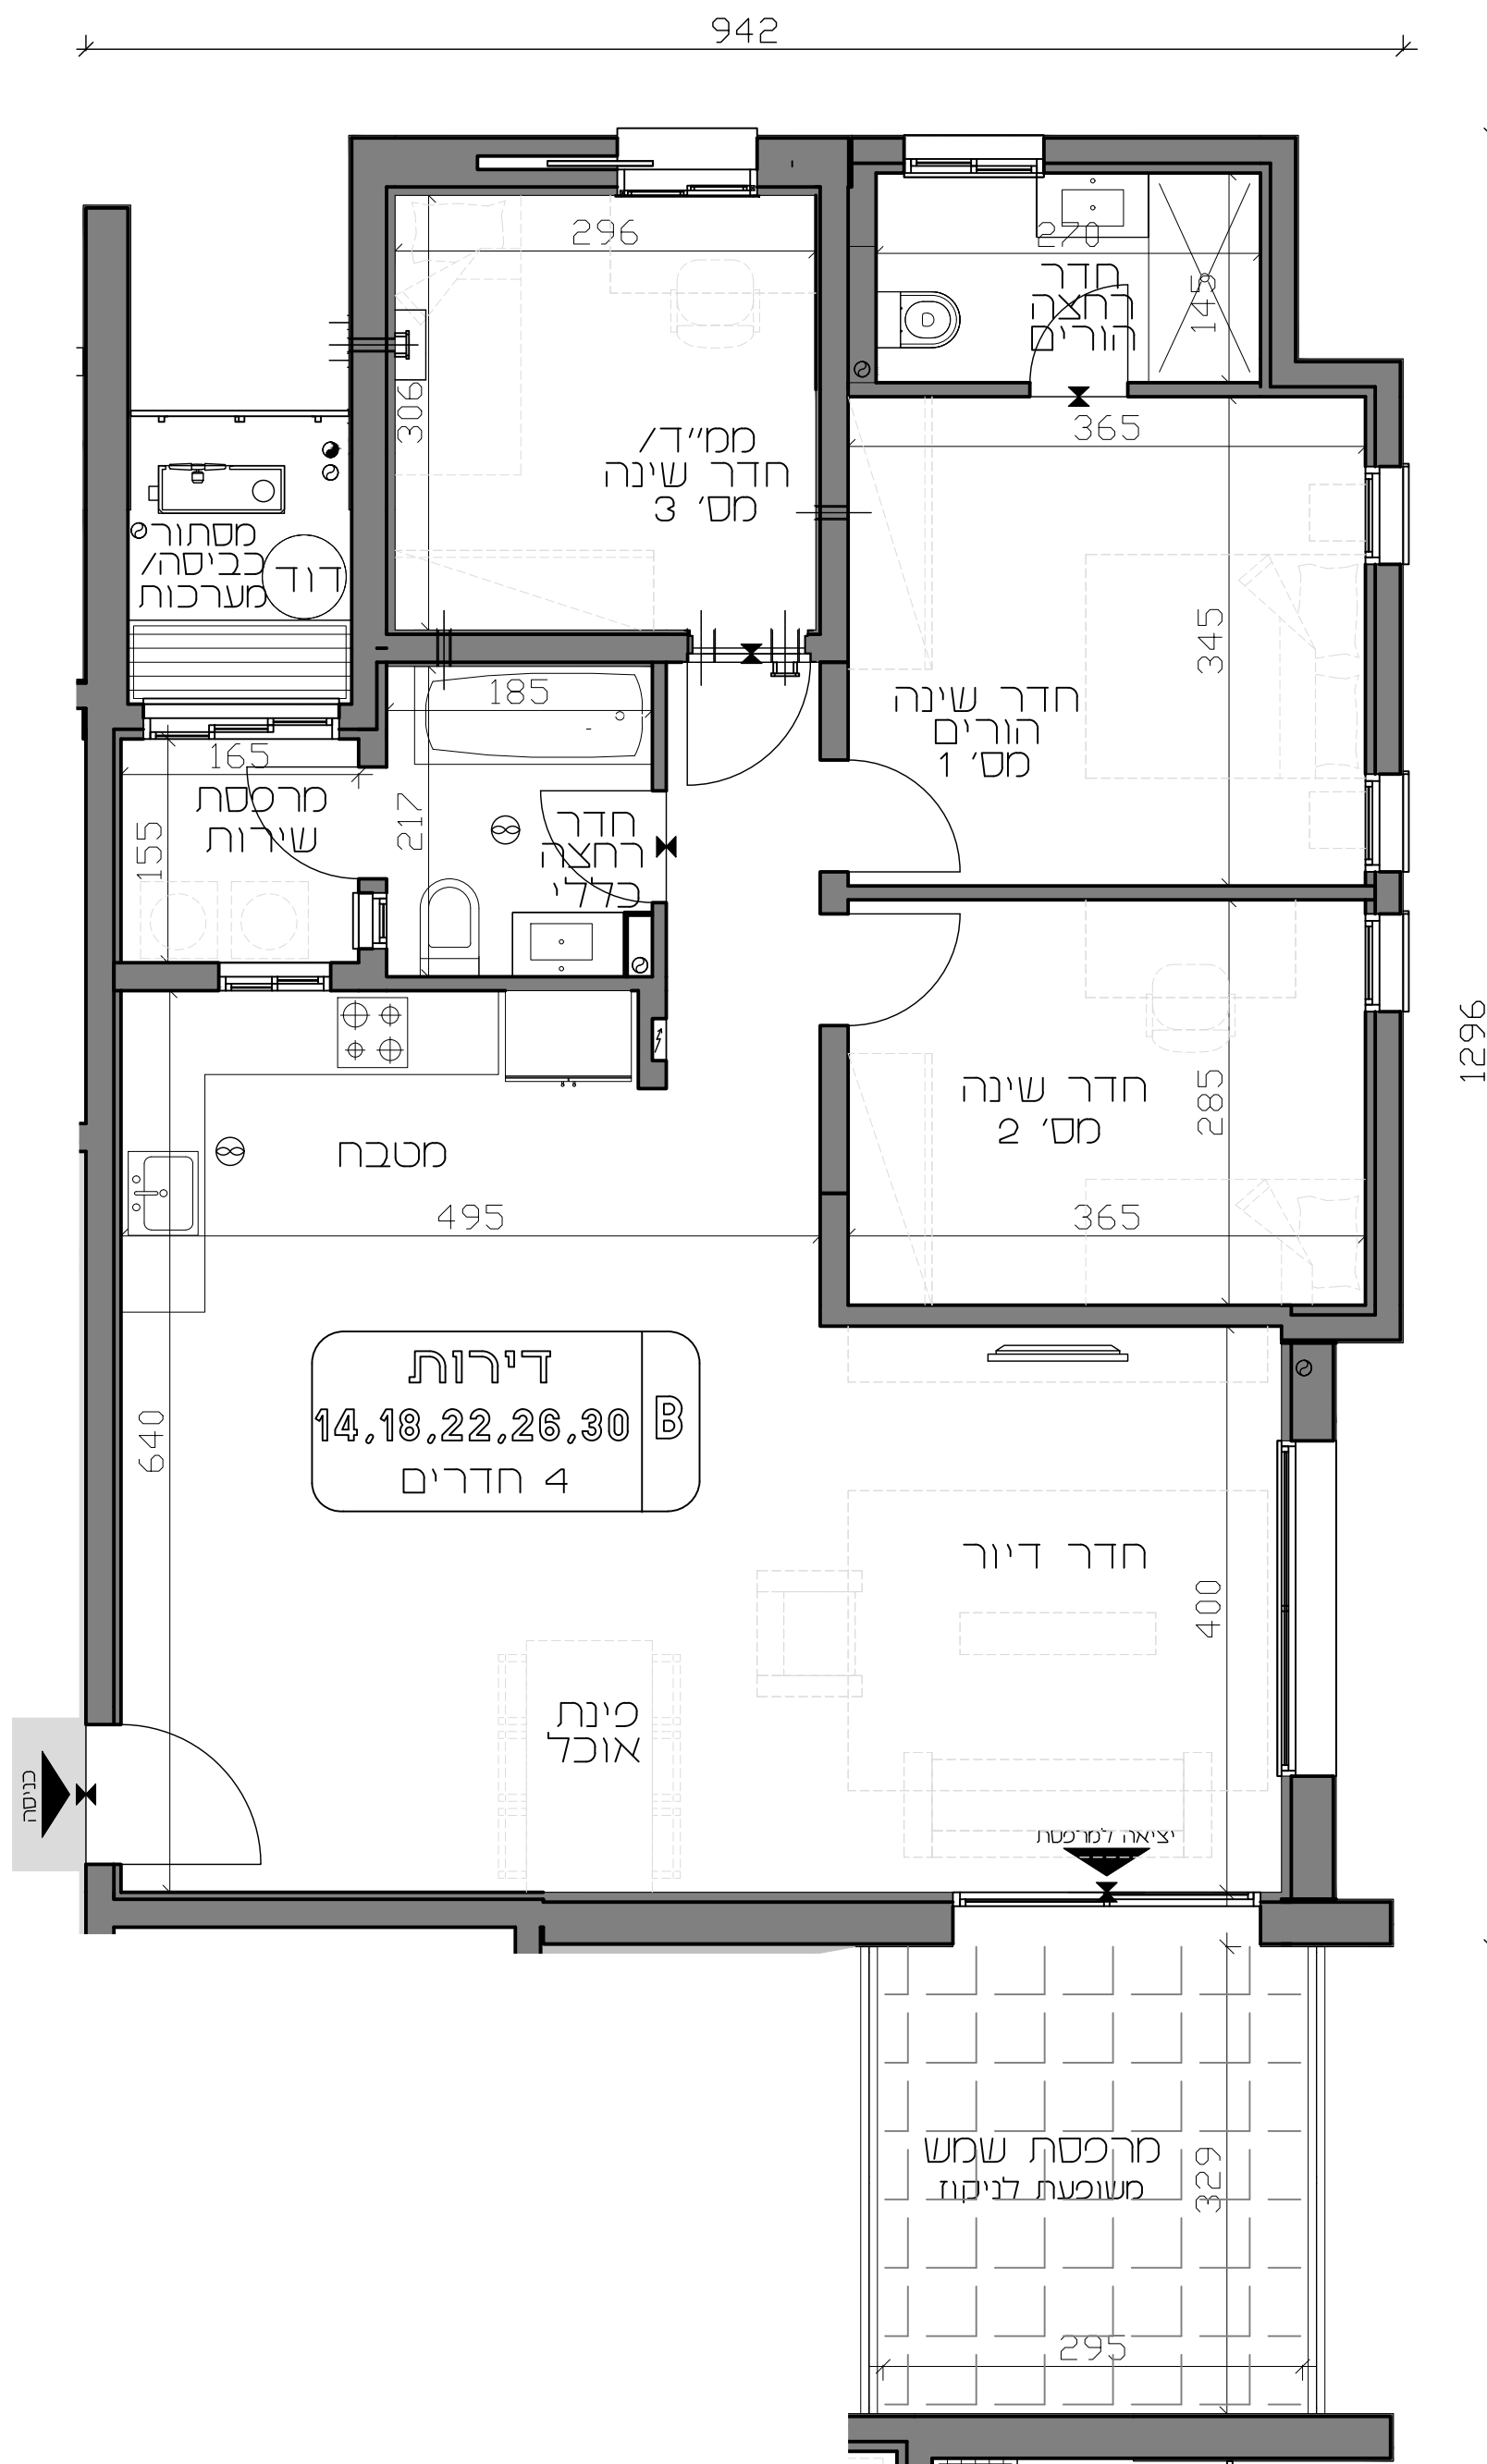 942
296
270
חדר
רחצה
הורים
145
306
365
ממ״ד/
חדר שינה
מס׳ 3
מסתור
כביסה/
מערכות
דוד
345
185
חדר שינה
הורים
מס׳ 1
165
מרפסת
שירות
155
217
חדר
רחצה
כללי
1296
חדר שינה
מס׳ 2
285
מטבח
495
365
דירות
14,18,22,26,30
4 חדרים
B
640
חדר דיור
400
פינת
אוכל
כניסה
יציאה למרפסת
מרפסת שמש
משופעת לניקוז
329
295